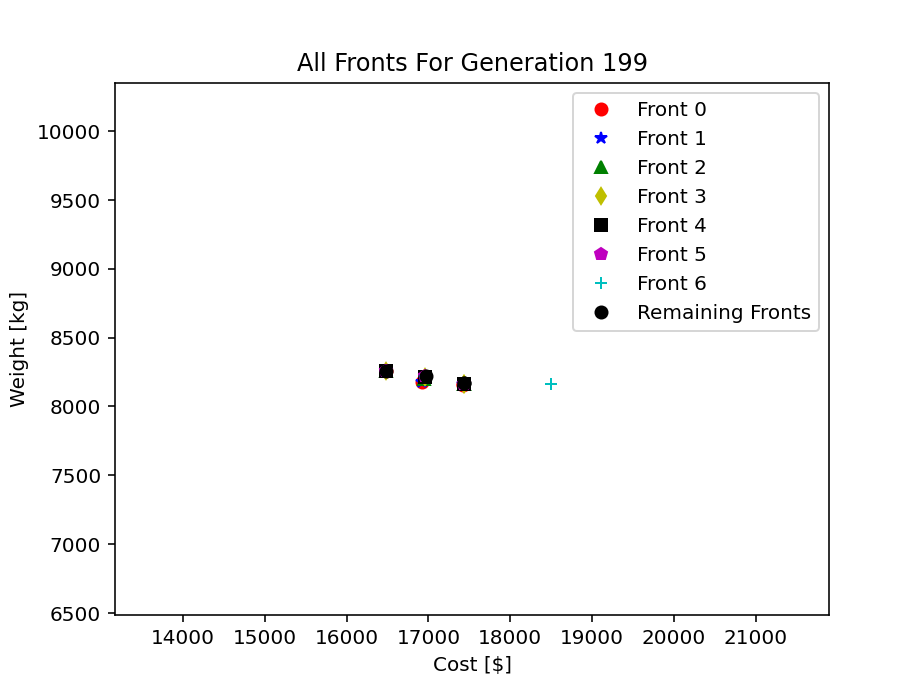 All Fronts For Generation 199
Front 0
Front 1
Front 2
Front 3
Front 4
Front 5
Front 6
Remaining Fronts
Weight [kg]
10000
9500
9000
8500
8000
7500
7000
6500
14000 15000 16000 17000 18000 19000 20000 21000
Cost [$]